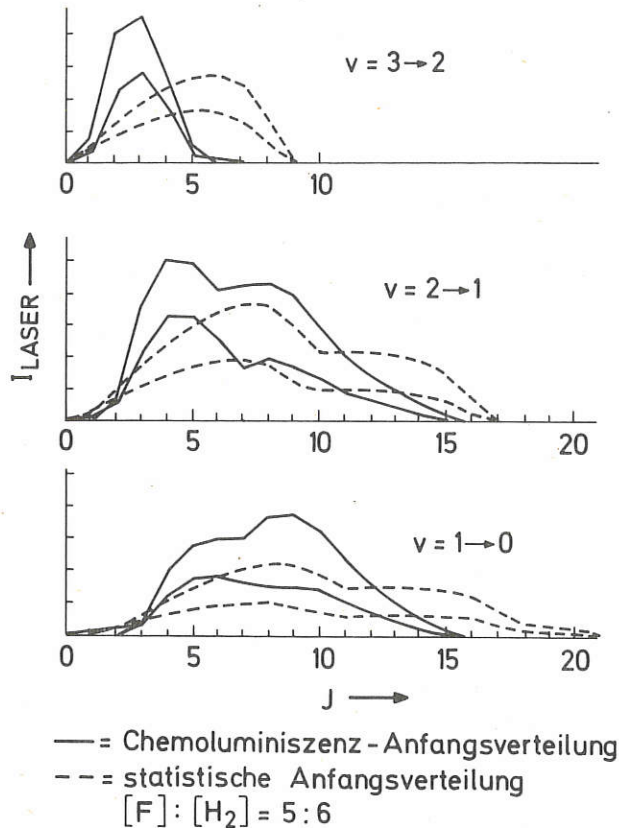 v = 3→2
0 5 10
I LASER →
v = 2→1
0 5 10 15 20
v = 1→0
0 5 10 15 20
J →
— = Chemoluminiszenz-Anfangsverteilung
--- = statistische Anfangsverteilung
[F] : [H₂] = 5 : 6